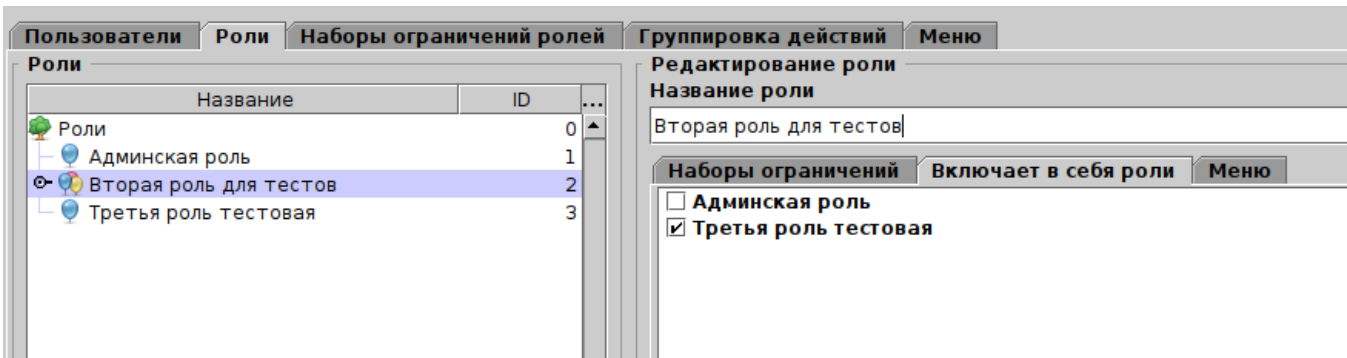 Пользователи Роли Наборы ограничений ролей Группировка действий Меню
Роли
Название ID ...
Роли 0
Админская роль 1
Вторая роль для тестов 2
Третья роль тестовая 3
Редактирование роли
Название роли
Вторая роль для тестов
Наборы ограничений Включает в себя роли Меню
Админская роль
Третья роль тестовая